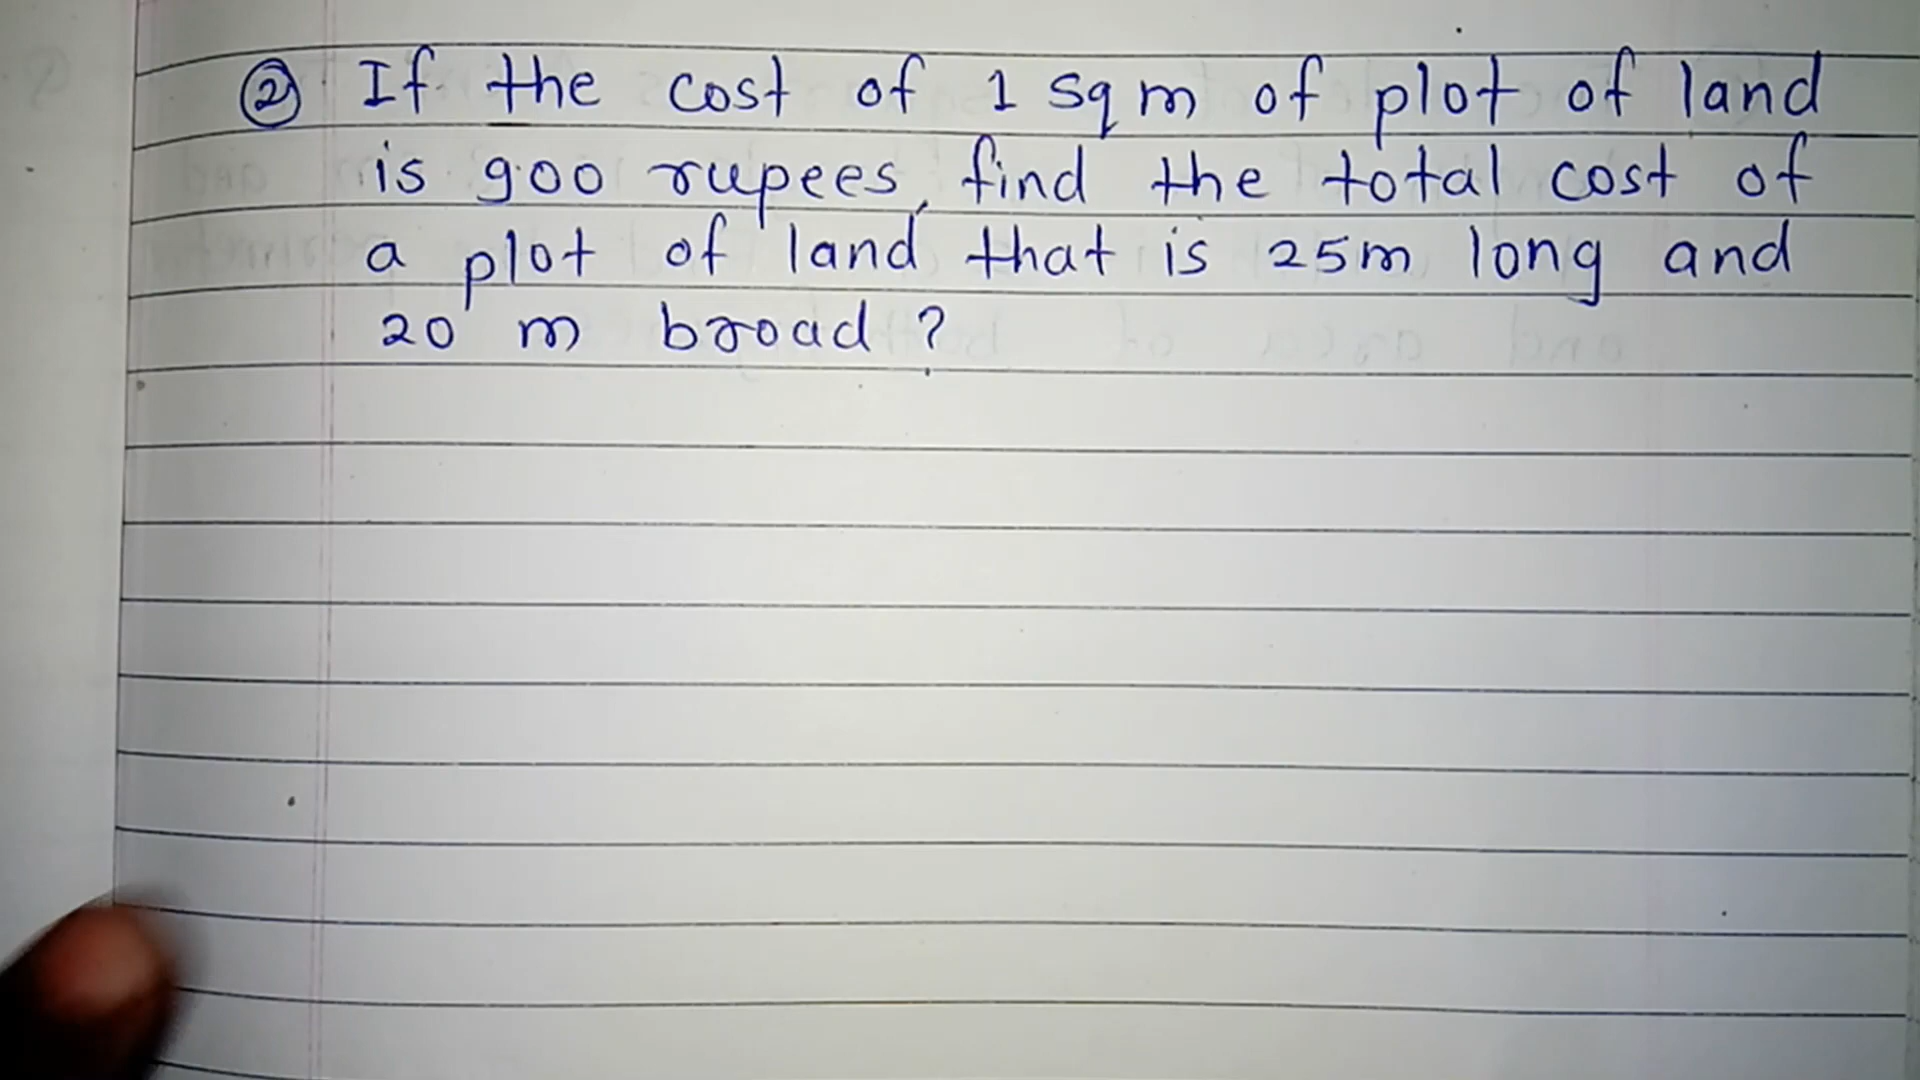 ② If the cost of 1 sq m of plot of land
is 900 rupees, find the total cost of
a plot of land that is 25m long and
20 m broad?